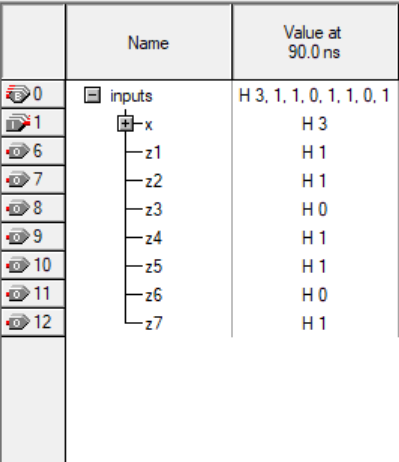 Name Value at
90.0 ns
0 inputs H 3, 1, 1, 0, 1, 1, 0, 1
1 x H 3
6 z1 H 1
7 z2 H 1
8 z3 H 0
9 z4 H 1
10 z5 H 1
11 z6 H 0
12 z7 H 1